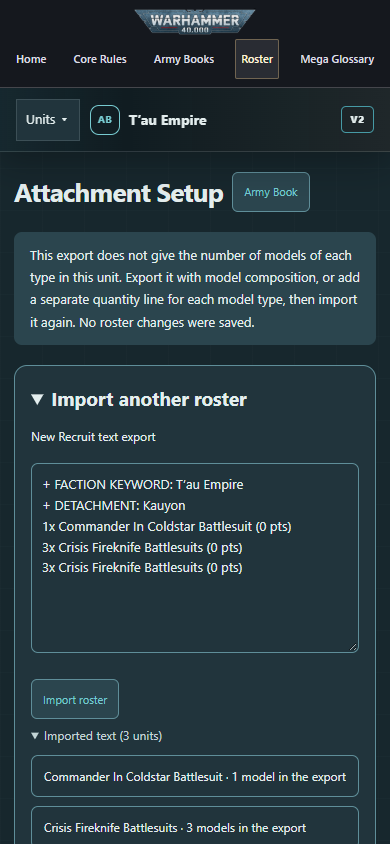 WARHAMMER
40,000
Home Core Rules Army Books Roster Mega Glossary
Units AB T'au Empire V2
Attachment Setup Army Book
This export does not give the number of models of each
type in this unit. Export it with model composition, or add
a separate quantity line for each model type, then import
it again. No roster changes were saved.
▼ Import another roster
New Recruit text export
+ FACTION KEYWORD: T'au Empire
+ DETACHMENT: Kauyon
1x Commander In Coldstar Battlesuit (0 pts)
3x Crisis Fireknife Battlesuits (0 pts)
3x Crisis Fireknife Battlesuits (0 pts)
Import roster
▼ Imported text (3 units)
Commander In Coldstar Battlesuit · 1 model in the export
Crisis Fireknife Battlesuits · 3 models in the export